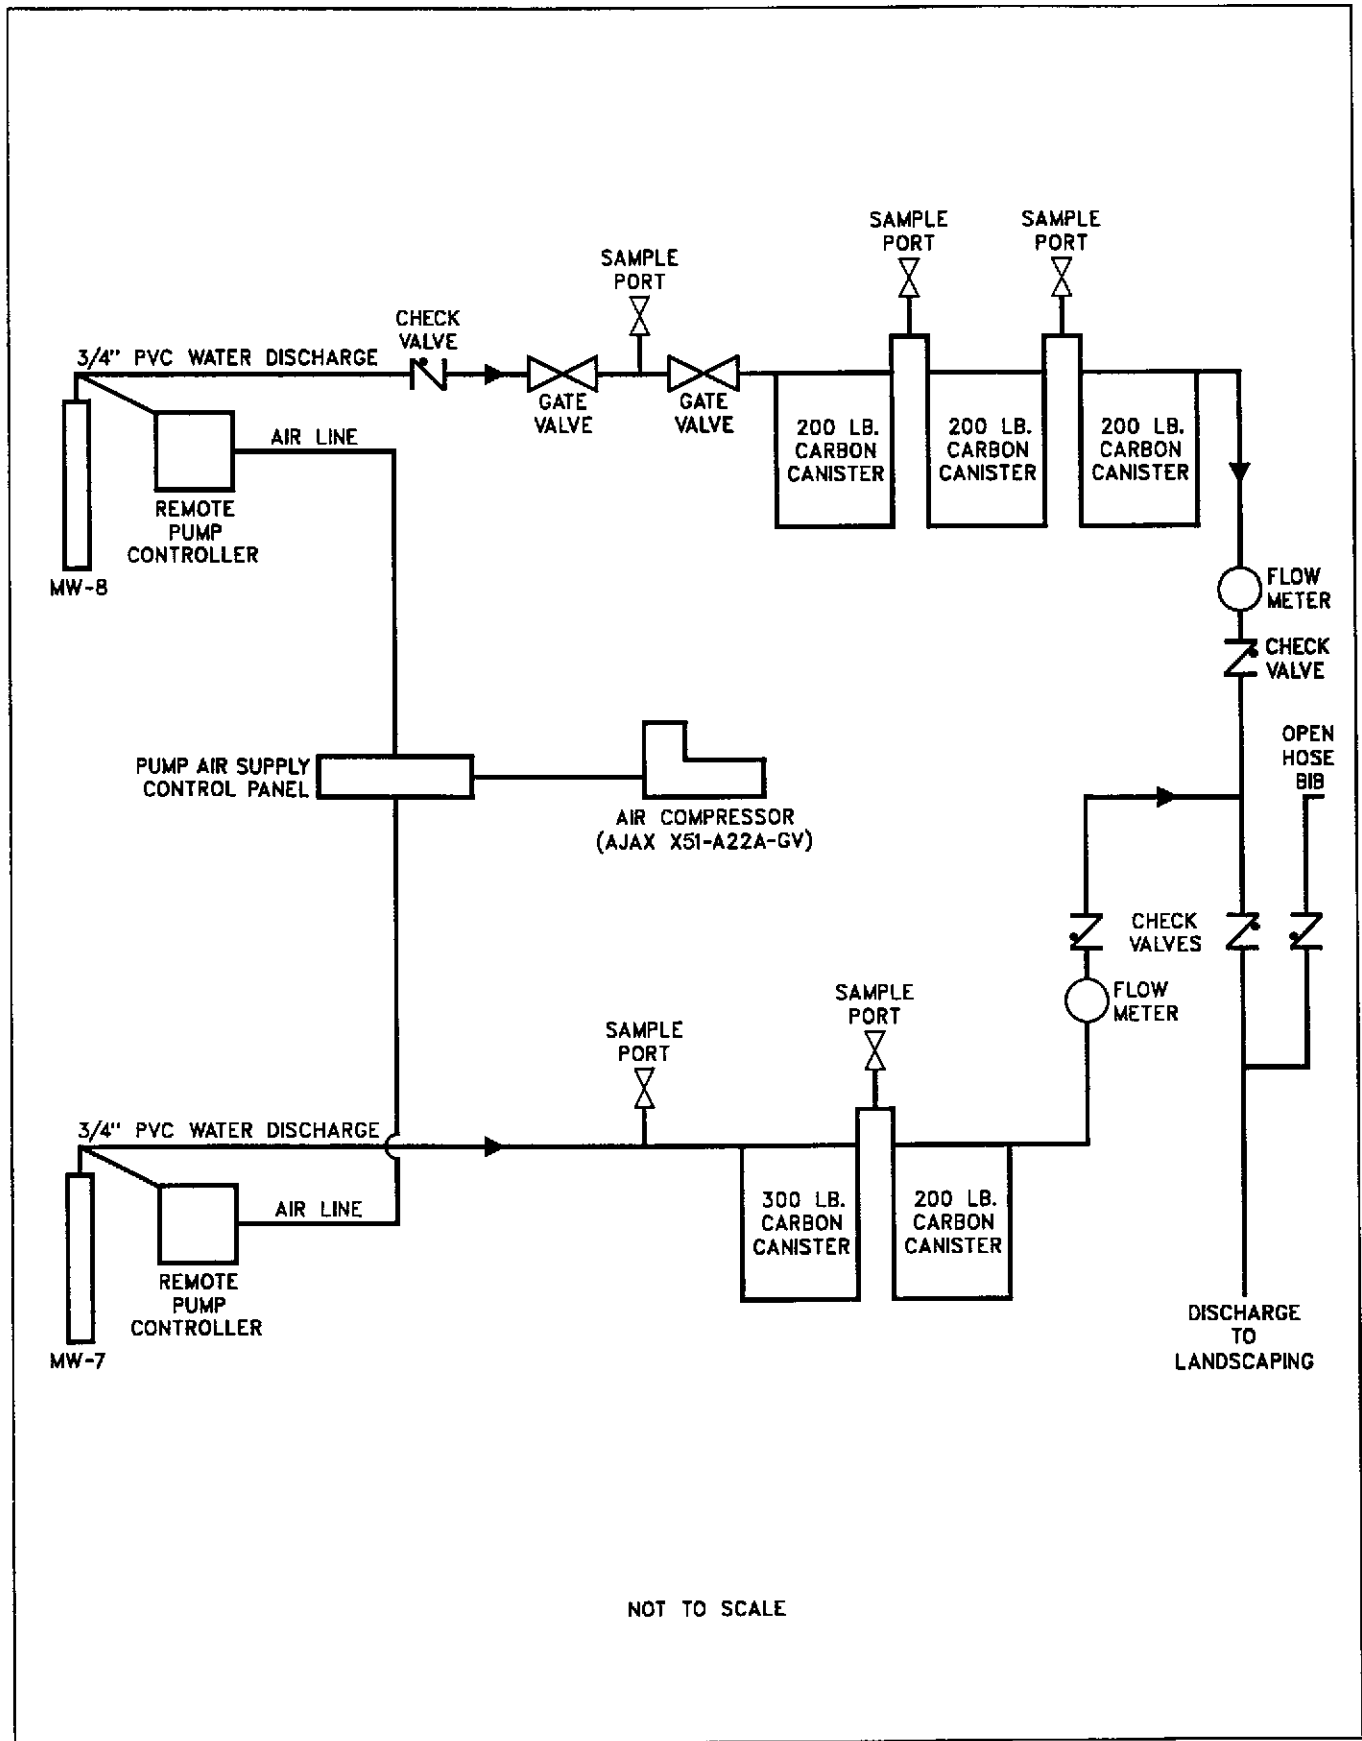 SAMPLE
PORT
SAMPLE
PORT
SAMPLE
PORT
CHECK
VALVE
3/4" PVC WATER DISCHARGE
GATE
VALVE
GATE
VALVE
200 LB.
CARBON
CANISTER
200 LB.
CARBON
CANISTER
200 LB.
CARBON
CANISTER
AIR LINE
REMOTE
PUMP
CONTROLLER
MW-8
FLOW
METER
CHECK
VALVE
OPEN
HOSE
BIB
PUMP AIR SUPPLY
CONTROL PANEL
AIR COMPRESSOR
(AJAX X51-A22A-GV)
CHECK
VALVES
FLOW
METER
SAMPLE
PORT
SAMPLE
PORT
3/4" PVC WATER DISCHARGE
300 LB.
CARBON
CANISTER
200 LB.
CARBON
CANISTER
AIR LINE
REMOTE
PUMP
CONTROLLER
MW-7
DISCHARGE
TO
LANDSCAPING
NOT TO SCALE